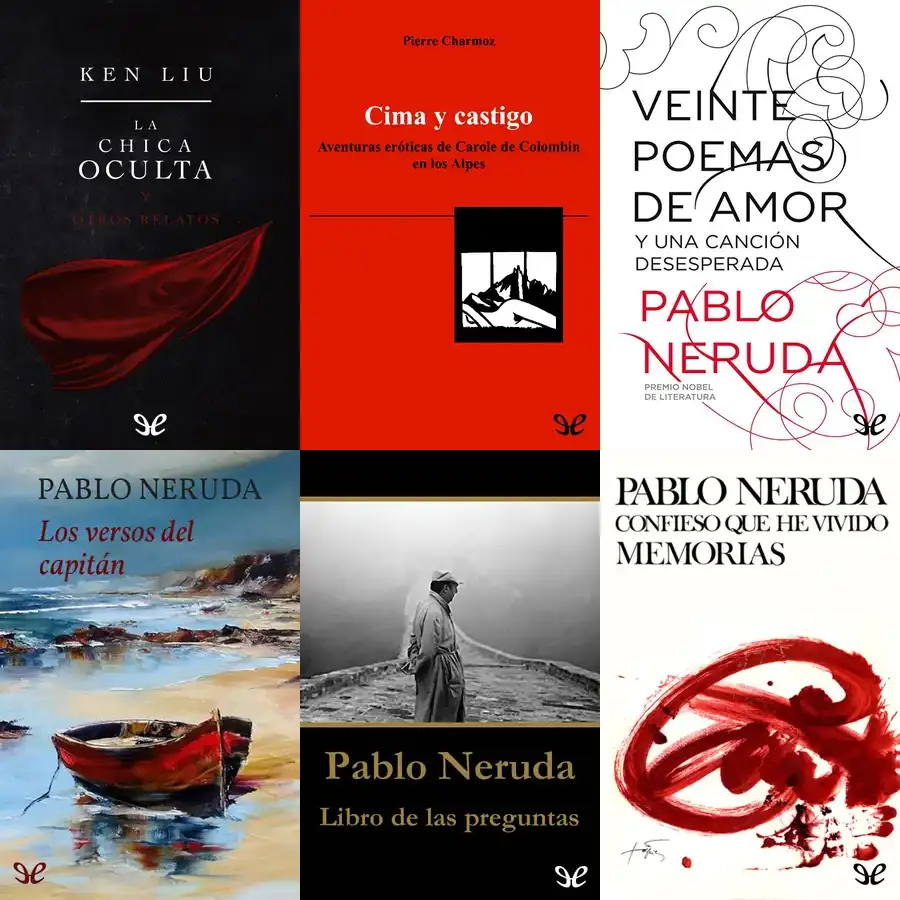 KEN LIU
LA
CHICA
OCULTA
Y
OTROS RELATOS
Pierre Charmoz
Cima y castigo
Aventuras eróticas de Carole de Colombin
en los Alpes
VEINTE
POEMAS
DE AMOR
Y UNA CANCIÓN
DESESPERADA
PABLO
NERUDA
PREMIO NOBEL
DE LITERATURA
PABLO NERUDA
Los versos del
capitán
Pablo Neruda
Libro de las preguntas
PABLO NERUDA
CONFIESO QUE HE VIVIDO
MEMORIAS